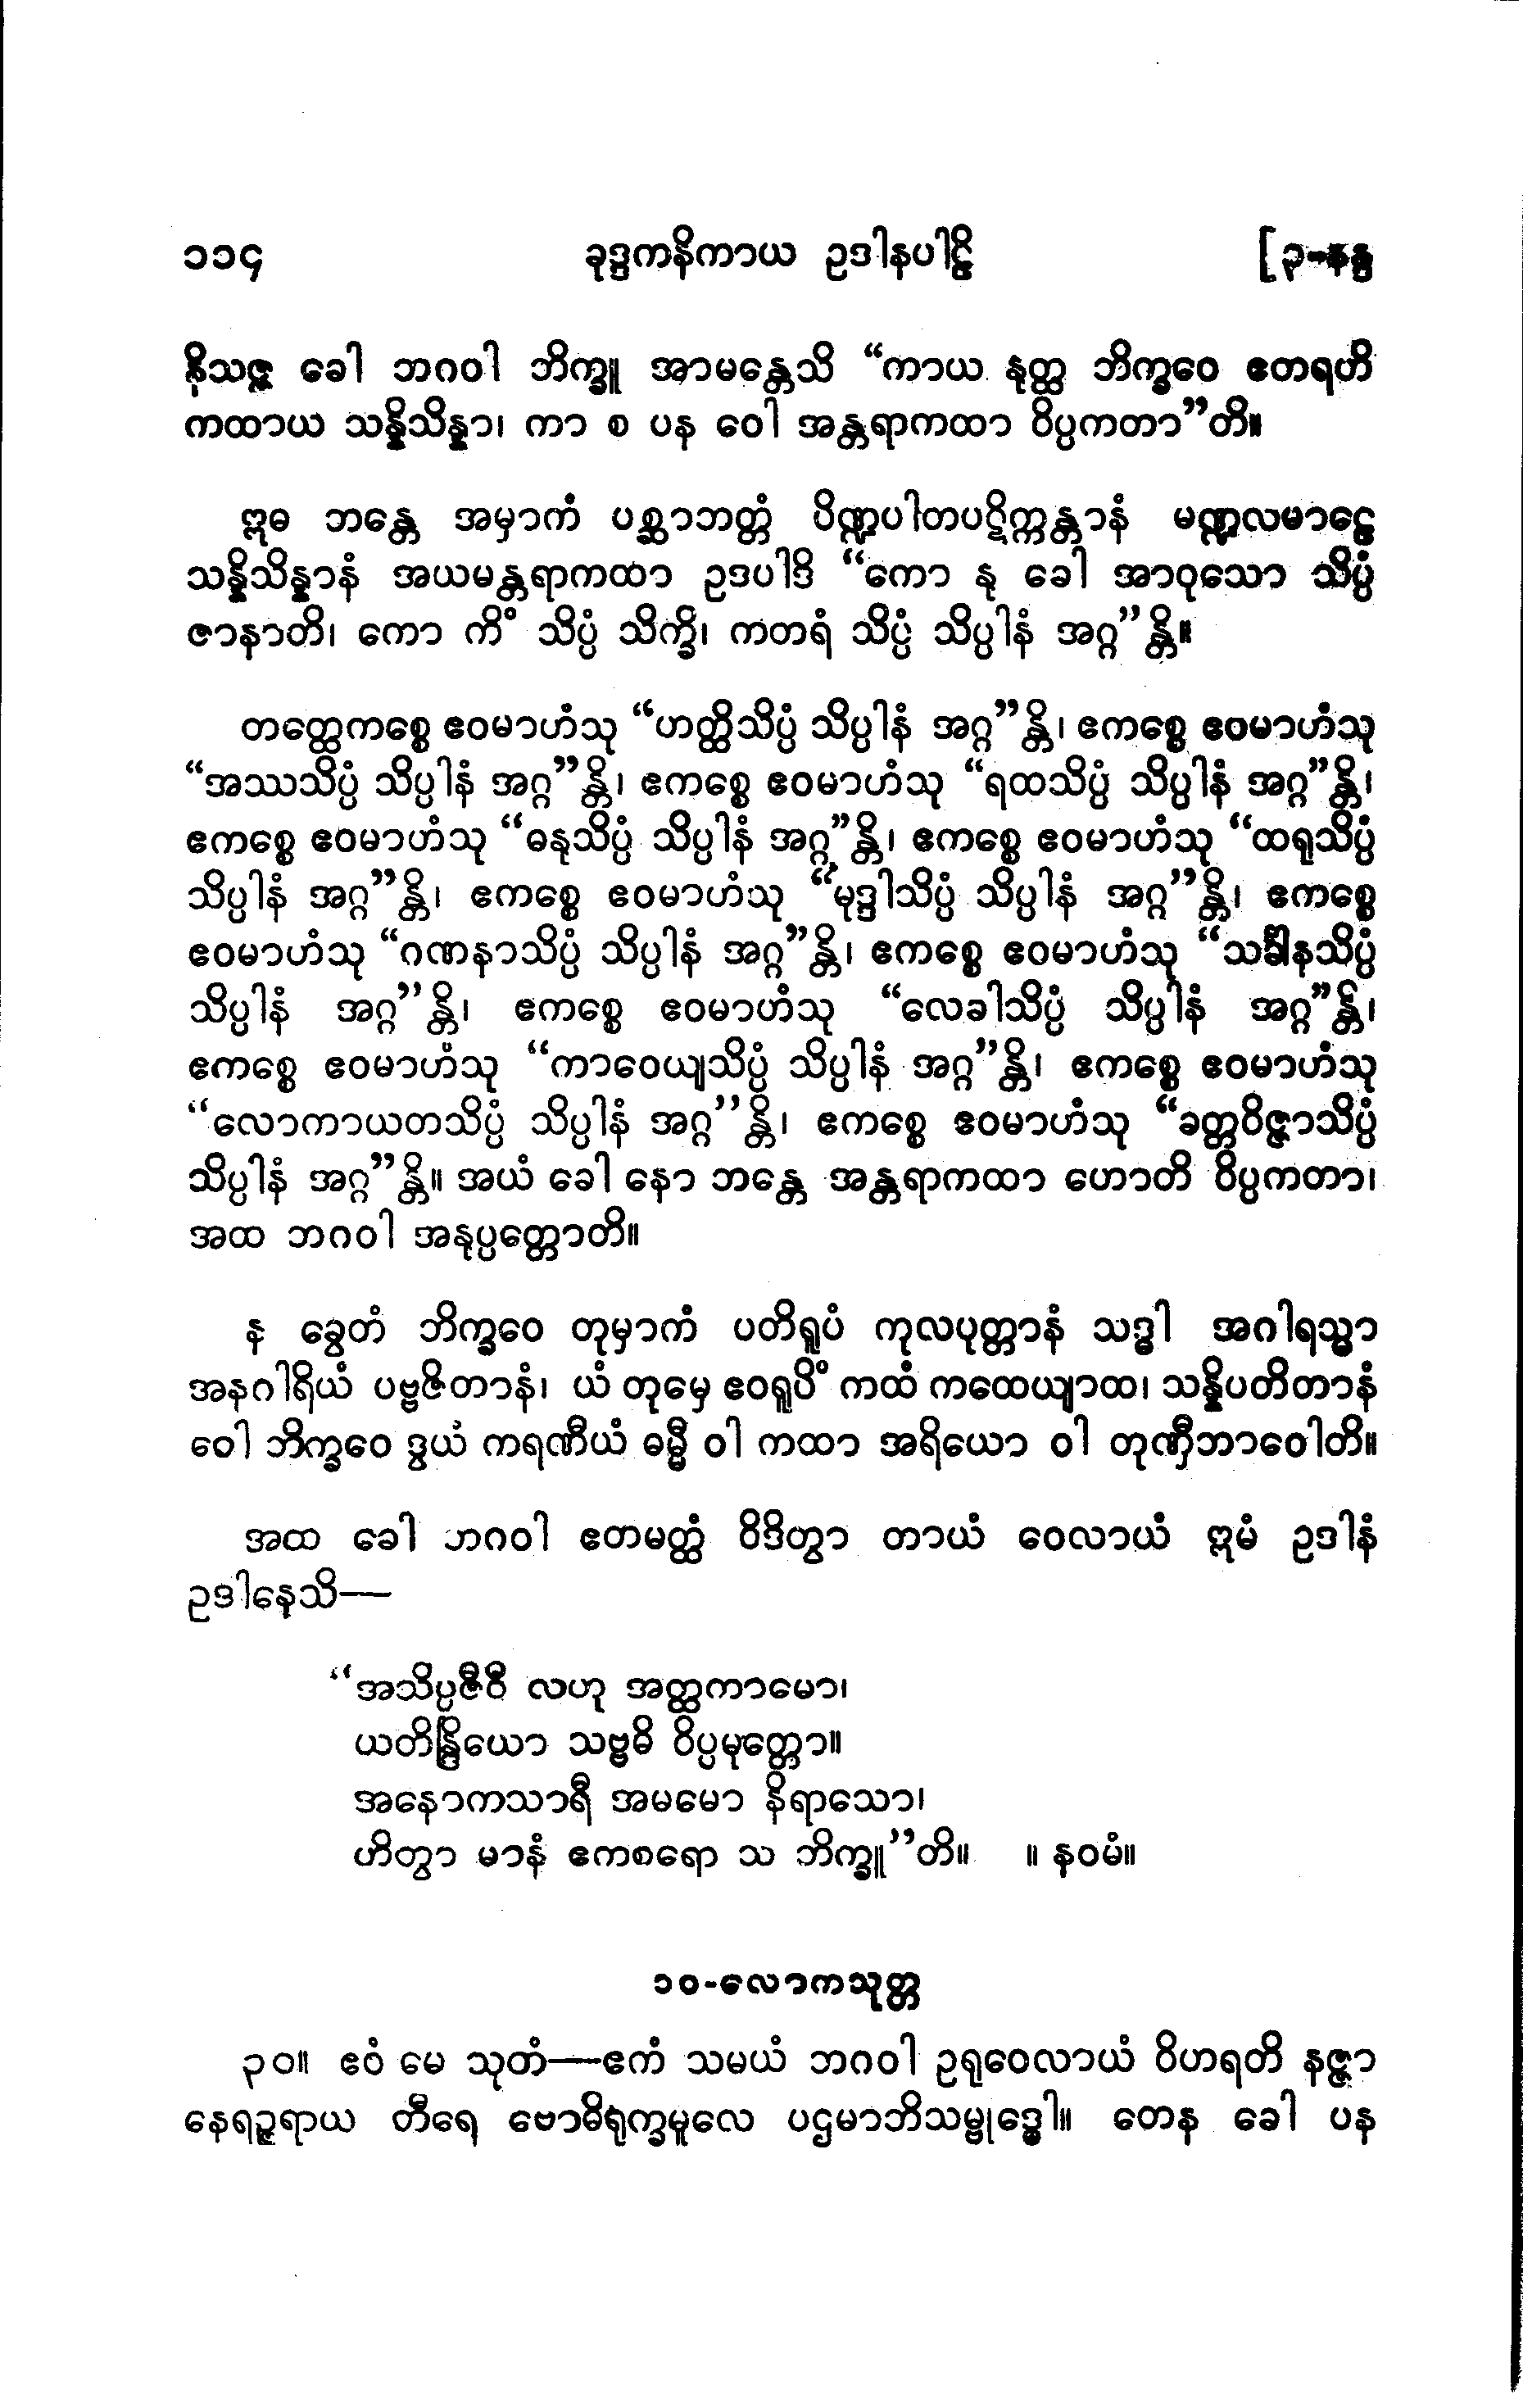 ၁၁၄ ခုဒ္ဒကနိကာယ ဥဒါနပါဠိ [၃-နန္ဒ
နိသဇ္ဇ ခေါ ဘဂဝါ ဘိက္ခူ အာမန္တေသိ “ကာယ နုတ္ထ ဘိက္ခဝေ ဧတရဟိ
ကထာယ သန္နိသိန္နာ၊ ကာ စ ပန ဝေါ အန္တရာကထာ ဝိပ္ပကတာ”တိ။
ဣဓ ဘန္တေ အမှာကံ ပစ္ဆာဘတ္တံ ပိဏ္ဍပါတပဋိက္ကန္တာနံ မဏ္ဍလမာဠေ
သန္နိသိန္နာနံ အယမန္တရာကထာ ဥဒပါဒိ “ကော နု ခေါ အာဝုသော သိပ္ပံ
ဇာနာတိ၊ ကော ကိံ သိပ္ပံ သိက္ခိ၊ ကတရံ သိပ္ပံ သိပ္ပါနံ အဂ္ဂ”န္တိ။
တတ္ထေကစ္စေ ဧဝမာဟံသု “ဟတ္ထိသိပ္ပံ သိပ္ပါနံ အဂ္ဂ”န္တိ၊ ဧကစ္စေ ဧဝမာဟံသု
“အဿသိပ္ပံ သိပ္ပါနံ အဂ္ဂ”န္တိ၊ ဧကစ္စေ ဧဝမာဟံသု “ရထသိပ္ပံ သိပ္ပါနံ အဂ္ဂ”န္တိ၊
ဧကစ္စေ ဧဝမာဟံသု “ဓနုသိပ္ပံ သိပ္ပါနံ အဂ္ဂ”န္တိ၊ ဧကစ္စေ ဧဝမာဟံသု “ထရုသိပ္ပံ
သိပ္ပါနံ အဂ္ဂ”န္တိ၊ ဧကစ္စေ ဧဝမာဟံသု “မုဒ္ဒါသိပ္ပံ သိပ္ပါနံ အဂ္ဂ”န္တိ၊ ဧကစ္စေ
ဧဝမာဟံသု “ဂဏနာသိပ္ပံ သိပ္ပါနံ အဂ္ဂ”န္တိ၊ ဧကစ္စေ ဧဝမာဟံသု “သင်္ခါနသိပ္ပံ
သိပ္ပါနံ အဂ္ဂ”န္တိ၊ ဧကစ္စေ ဧဝမာဟံသု “လေခါသိပ္ပံ သိပ္ပါနံ အဂ္ဂ”န္တိ၊
ဧကစ္စေ ဧဝမာဟံသု “ကာဝေယျသိပ္ပံ သိပ္ပါနံ အဂ္ဂ”န္တိ၊ ဧကစ္စေ ဧဝမာဟံသု
“လောကာယတသိပ္ပံ သိပ္ပါနံ အဂ္ဂ”န္တိ၊ ဧကစ္စေ ဧဝမာဟံသု “ခတ္တဝိဇ္ဇာသိပ္ပံ
သိပ္ပါနံ အဂ္ဂ”န္တိ။ အယံ ခေါ နော ဘန္တေ အန္တရာကထာ ဟောတိ ဝိပ္ပကတာ၊
အထ ဘဂဝါ အနုပ္ပတ္တောတိ။
န ခွေတံ ဘိက္ခဝေ တုမှာကံ ပတိရူပံ ကုလပုတ္တာနံ သဒ္ဓါ အဂါရသ္မာ
အနဂါရိယံ ပဗ္ဗဇိတာနံ၊ ယံ တုမှေ ဧဝရူပိံ ကထံ ကထေယျာထ၊ သန္နိပတိတာနံ
ဝေါ ဘိက္ခဝေ ဒွယံ ကရဏီယံ ဓမ္မီ ဝါ ကထာ အရိယော ဝါ တုဏှီဘာဝေါတိ။
အထ ခေါ ဘဂဝါ ဧတမတ္ထံ ဝိဒိတွာ တာယံ ဝေလာယံ ဣမံ ဥဒါနံ
ဥဒါနေသိ—
“အသိပ္ပဇီဝီ လဟု အတ္ထကာမော၊
ယတိန္ဒြိယော သဗ္ဗဓိ ဝိပ္ပမုတ္တော။
အနောကသာရီ အမမော နိရာသော၊
ဟိတွာ မာနံ ဧကစရော သ ဘိက္ခူ”တိ။ ။ နဝမံ။
၁၀-လောကသုတ္တ
၃၀။ ဧဝံ မေ သုတံ—ဧကံ သမယံ ဘဂဝါ ဥရုဝေလာယံ ဝိဟရတိ နဇ္ဇာ
နေရဉ္ဇရာယ တီရေ ဗောဓိရုက္ခမူလေ ပဌမာဘိသမ္ဗုဒ္ဓေါ။ တေန ခေါ ပန